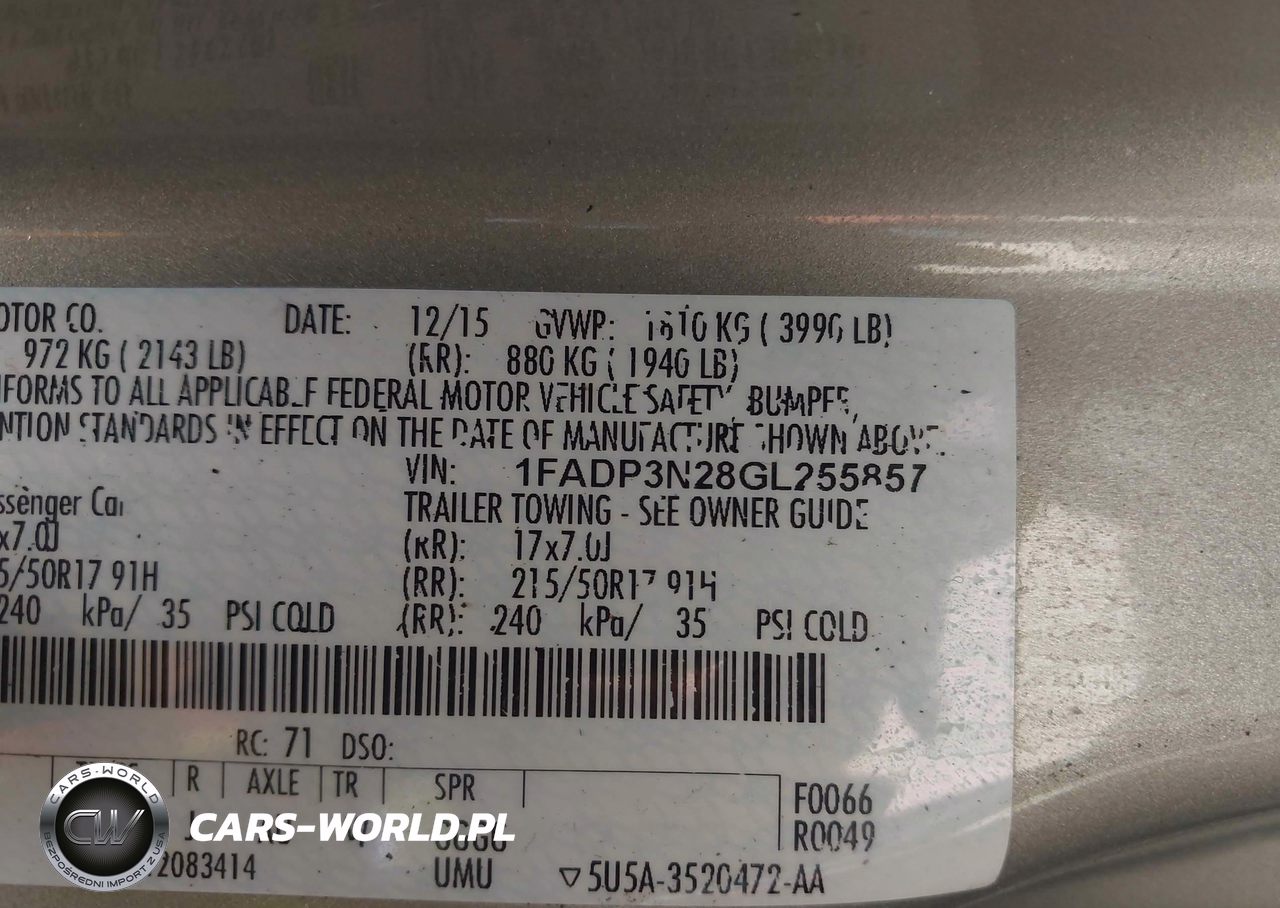 OTOR CO. DATE: 12/15 GVWR: 1810 KG ( 3990 LB)
972 KG ( 2143 LB) (RR): 880 KG ( 1940 LB)
NFORMS TO ALL APPLICABLE FEDERAL MOTOR VEHICLE SAFETY, BUMPER,
NTION STANDARDS IN EFFECT ON THE DATE OF MANUFACTURE SHOWN ABOVE.
VIN: 1FADP3N28GL255857
ssenger Car TRAILER TOWING - SEE OWNER GUIDE
x7.0J (RR): 17x7.0J
5/50R17 91H (RR): 215/50R17 91H
240 kPa/ 35 PSI COLD (RR): 240 kPa/ 35 PSI COLD
RC: 71 DSO:
R AXLE TR SPR
F0066
R0049
2083414 UMU ▽5U5A-3520472-AA
CARS-WORLD
CW
BEZPOŚREDNI IMPORT Z USA
CARS-WORLD.PL